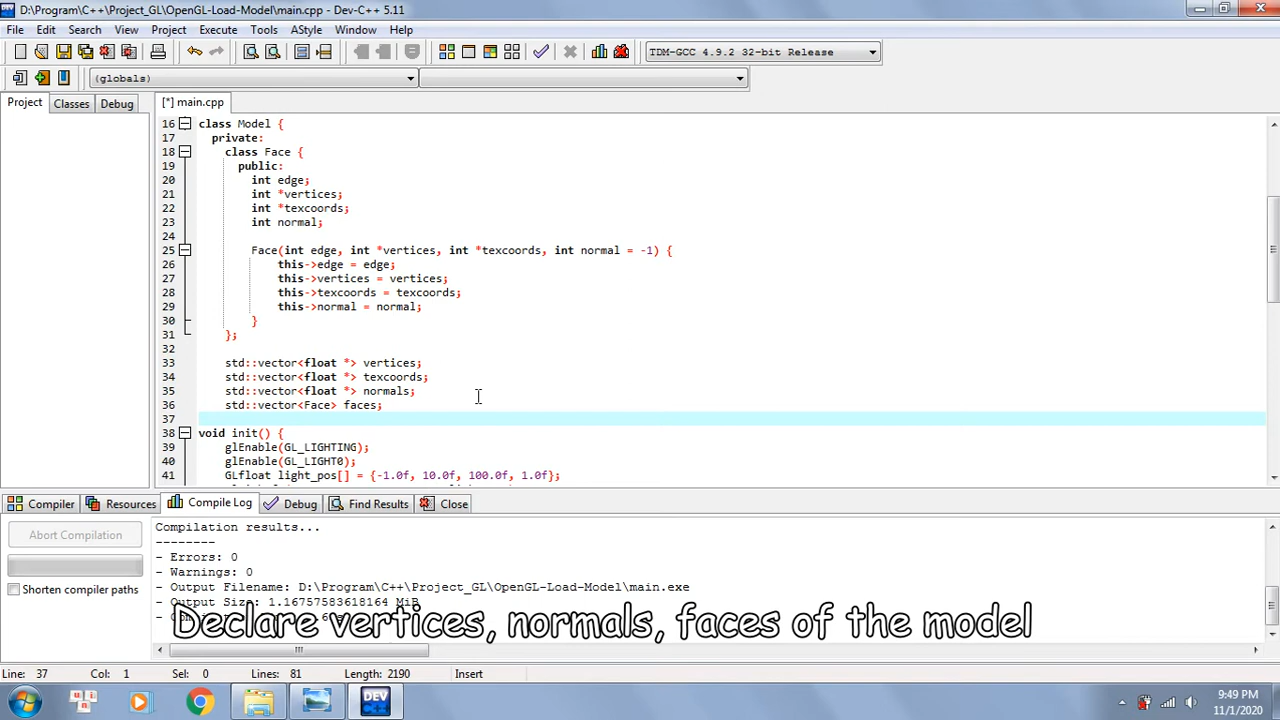 D:\Program\C++\Project_GL\OpenGL-Load-Model\main.cpp - Dev-C++ 5.11
File Edit Search View Project Execute Tools AStyle Window Help
TDM-GCC 4.9.2 32-bit Release
(globals)
Project Classes Debug [*] main.cpp
16 class Model {
17 private:
18 class Face {
19 public:
20 int edge;
21 int *vertices;
22 int *texcoords;
23 int normal;
24
25 Face(int edge, int *vertices, int *texcoords, int normal = -1) {
26 this->edge = edge;
27 this->vertices = vertices;
28 this->texcoords = texcoords;
29 this->normal = normal;
30 }
31 };
32
33 std::vector<float *> vertices;
34 std::vector<float *> texcoords;
35 std::vector<float *> normals;
36 std::vector<Face> faces;
37
38 void init() {
39 glEnable(GL_LIGHTING);
40 glEnable(GL_LIGHT0);
41 GLfloat light_pos[] = {-1.0f, 10.0f, 100.0f, 1.0f};
Compiler Resources Compile Log Debug Find Results Close
Abort Compilation
Shorten compiler paths
Compilation results...
--------
- Errors: 0
- Warnings: 0
- Output Filename: D:\Program\C++\Project_GL\OpenGL-Load-Model\main.exe
- Output Size: 1.16757583618164 MiB
Declare vertices, normals, faces of the model
Line: 37 Col: 1 Sel: 0 Lines: 81 Length: 2190 Insert
DEV
9:49 PM
11/1/2020